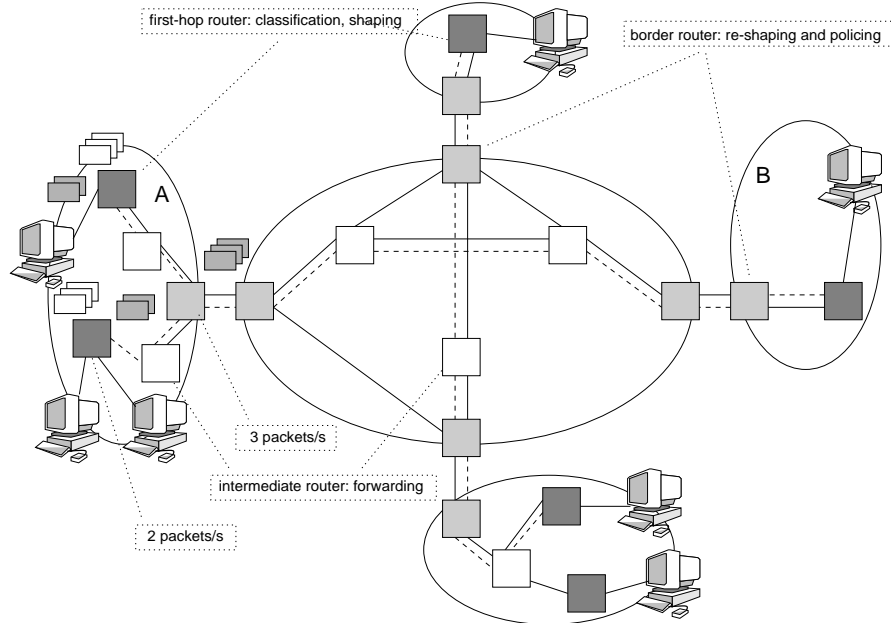 first-hop router: classification, shaping
border router: re-shaping and policing
A
B
3 packets/s
intermediate router: forwarding
2 packets/s